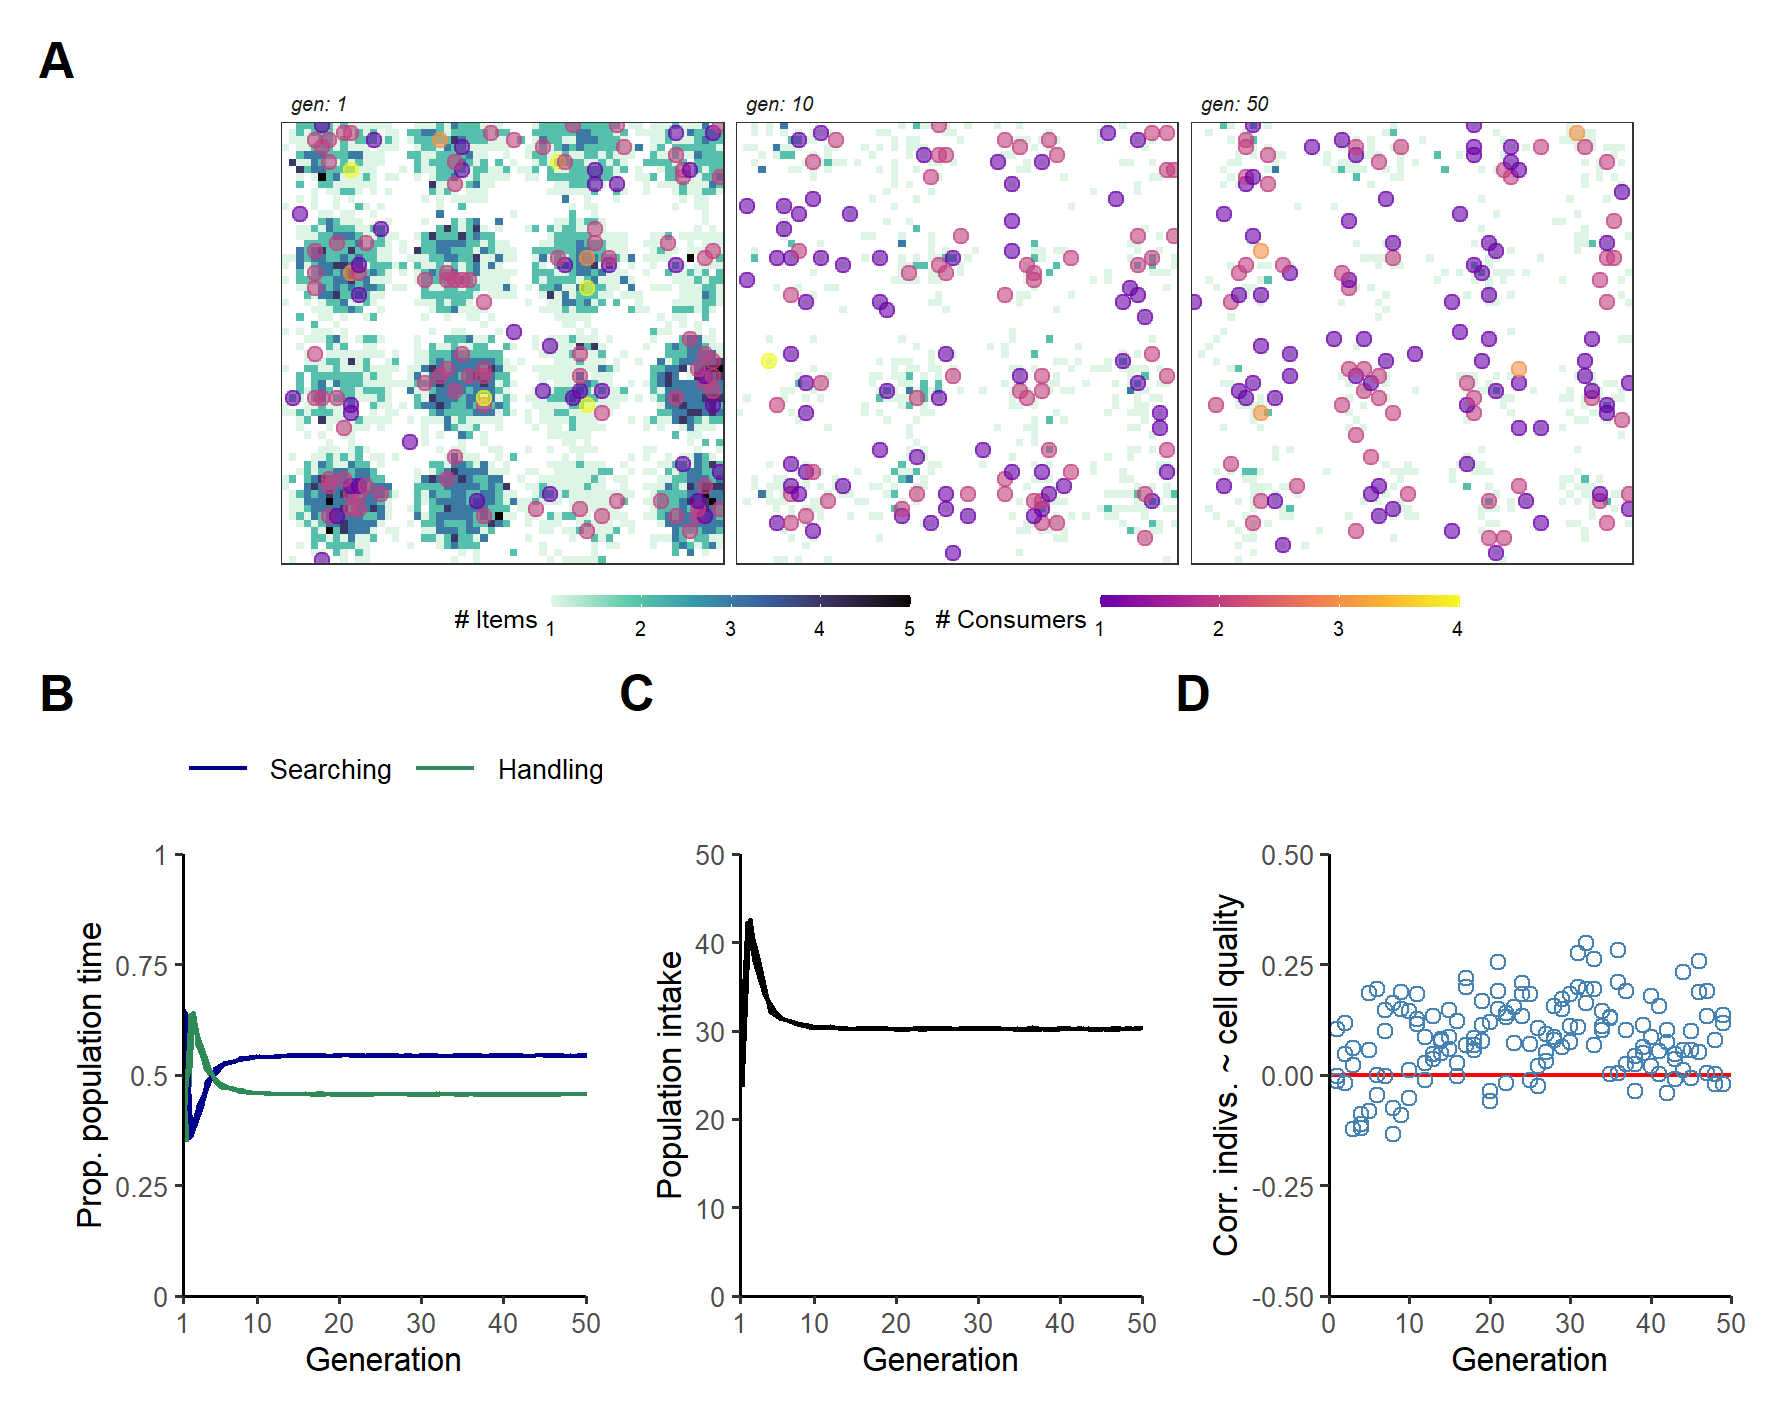 A
gen: 1
gen: 10
gen: 50
# Items
1 2 3 4 5
# Consumers
1 2 3 4
B
C
D
Searching
Handling
Prop. population time
1
0.75
0.5
0.25
0
1 10 20 30 40 50
Generation
Population intake
50
40
30
20
10
0
1 10 20 30 40 50
Generation
Corr. indivs. ~ cell quality
0.50
0.25
0.00
-0.25
-0.50
0 10 20 30 40 50
Generation